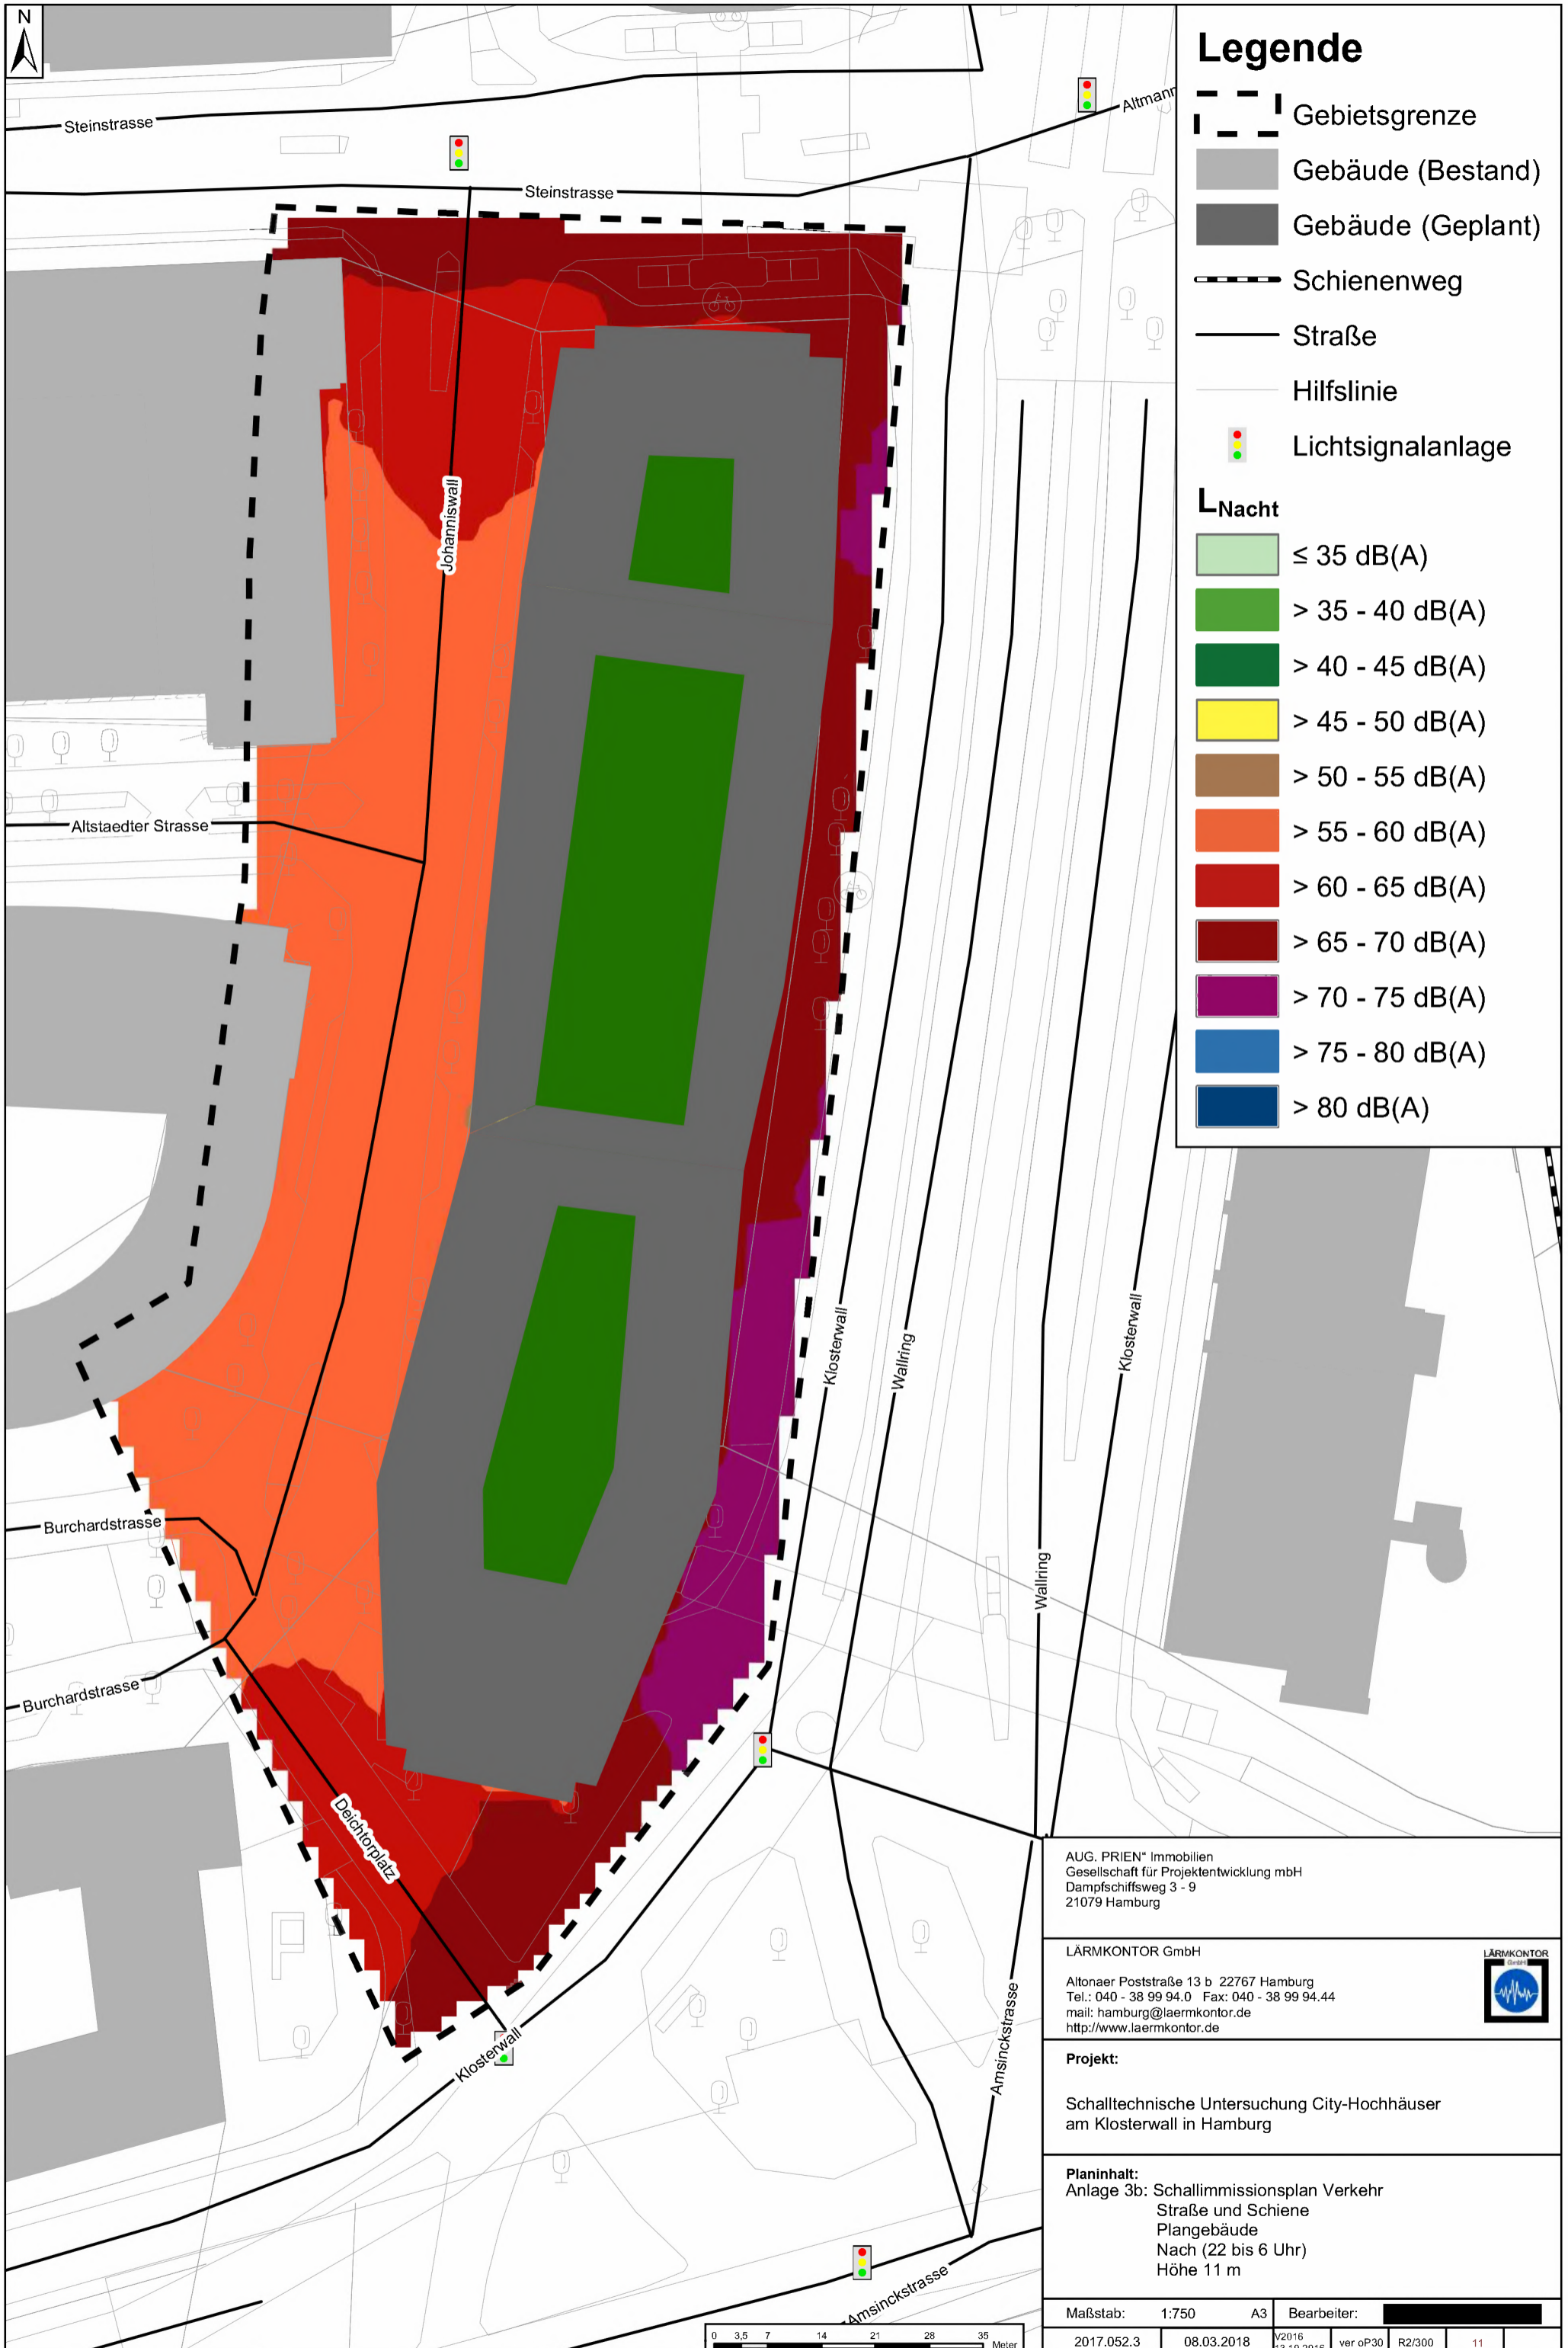 N
Steinstrasse
Altmann
Steinstrasse
Johanniswall
Altstaedter Strasse
Klosterwall
Wallring
Klosterwall
Wallring
Burchardstrasse
Burchardstrasse
Deichtorplatz
Klosterwall
Amsinckstrasse
Amsinckstrasse
P
Legende
Gebietsgrenze
Gebäude (Bestand)
Gebäude (Geplant)
Schienenweg
Straße
Hilfslinie
Lichtsignalanlage
LNacht
≤ 35 dB(A)
> 35 - 40 dB(A)
> 40 - 45 dB(A)
> 45 - 50 dB(A)
> 50 - 55 dB(A)
> 55 - 60 dB(A)
> 60 - 65 dB(A)
> 65 - 70 dB(A)
> 70 - 75 dB(A)
> 75 - 80 dB(A)
> 80 dB(A)
AUG. PRIEN" Immobilien
Gesellschaft für Projektentwicklung mbH
Dampfschiffsweg 3 - 9
21079 Hamburg
LÄRMKONTOR GmbH
Altonaer Poststraße 13 b 22767 Hamburg
Tel.: 040 - 38 99 94.0 Fax: 040 - 38 99 94.44
mail: hamburg@laermkontor.de
http://www.laermkontor.de
LÄRMKONTOR
GmbH
Projekt:
Schalltechnische Untersuchung City-Hochhäuser
am Klosterwall in Hamburg
Planinhalt:
Anlage 3b: Schallimmissionsplan Verkehr
Straße und Schiene
Plangebäude
Nach (22 bis 6 Uhr)
Höhe 11 m
Maßstab: 1:750 A3 Bearbeiter:
2017.052.3 08.03.2018 V2016 ver oP30 R2/300 11
0 3,5 7 14 21 28 35
Meter